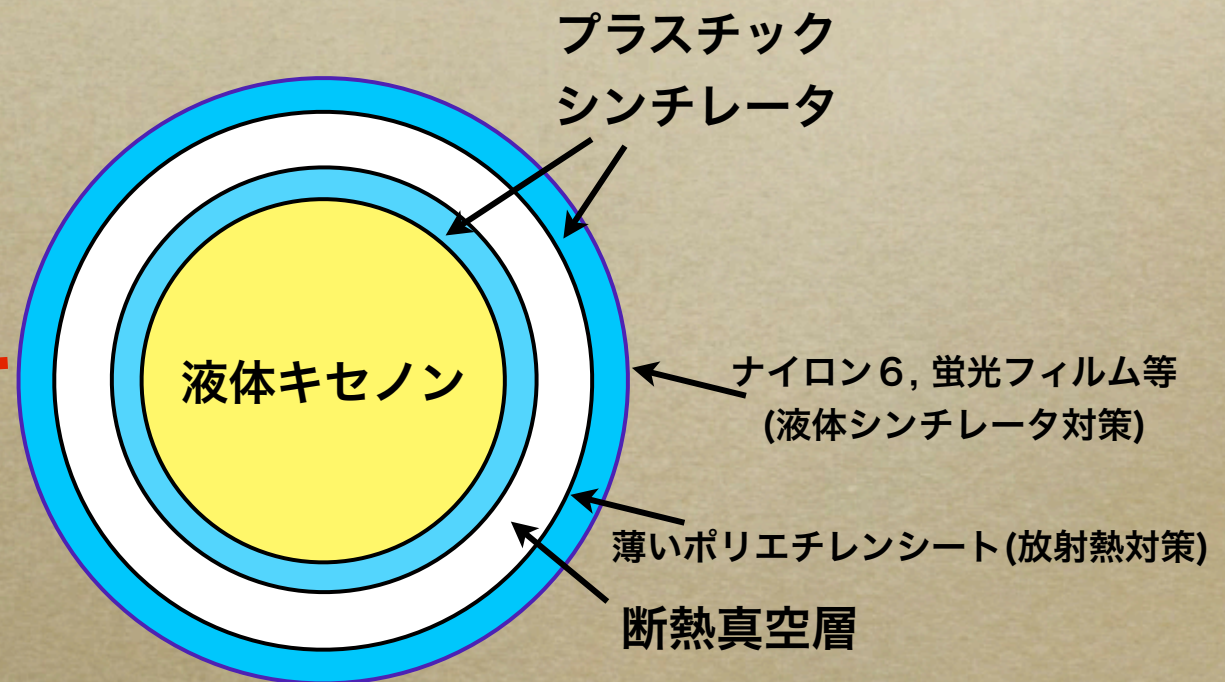 プラスチック
シンチレータ
液体キセノン
ナイロン６, 蛍光フィルム等
(液体シンチレータ対策)
薄いポリエチレンシート(放射熱対策)
断熱真空層